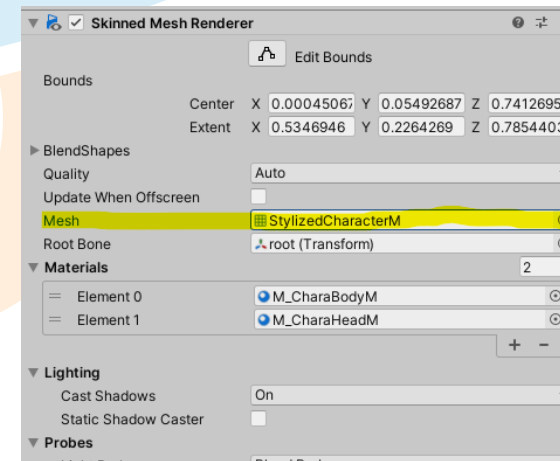 Skinned Mesh Renderer
Edit Bounds
Bounds
Center X 0.00045067 Y 0.05492687 Z 0.7412695
Extent X 0.5346946 Y 0.2264269 Z 0.7854403
BlendShapes
Quality Auto
Update When Offscreen
Mesh StylizedCharacterM
Root Bone root (Transform)
Materials 2
Element 0 M_CharaBodyM
Element 1 M_CharaHeadM
+ -
Lighting
Cast Shadows On
Static Shadow Caster
Probes